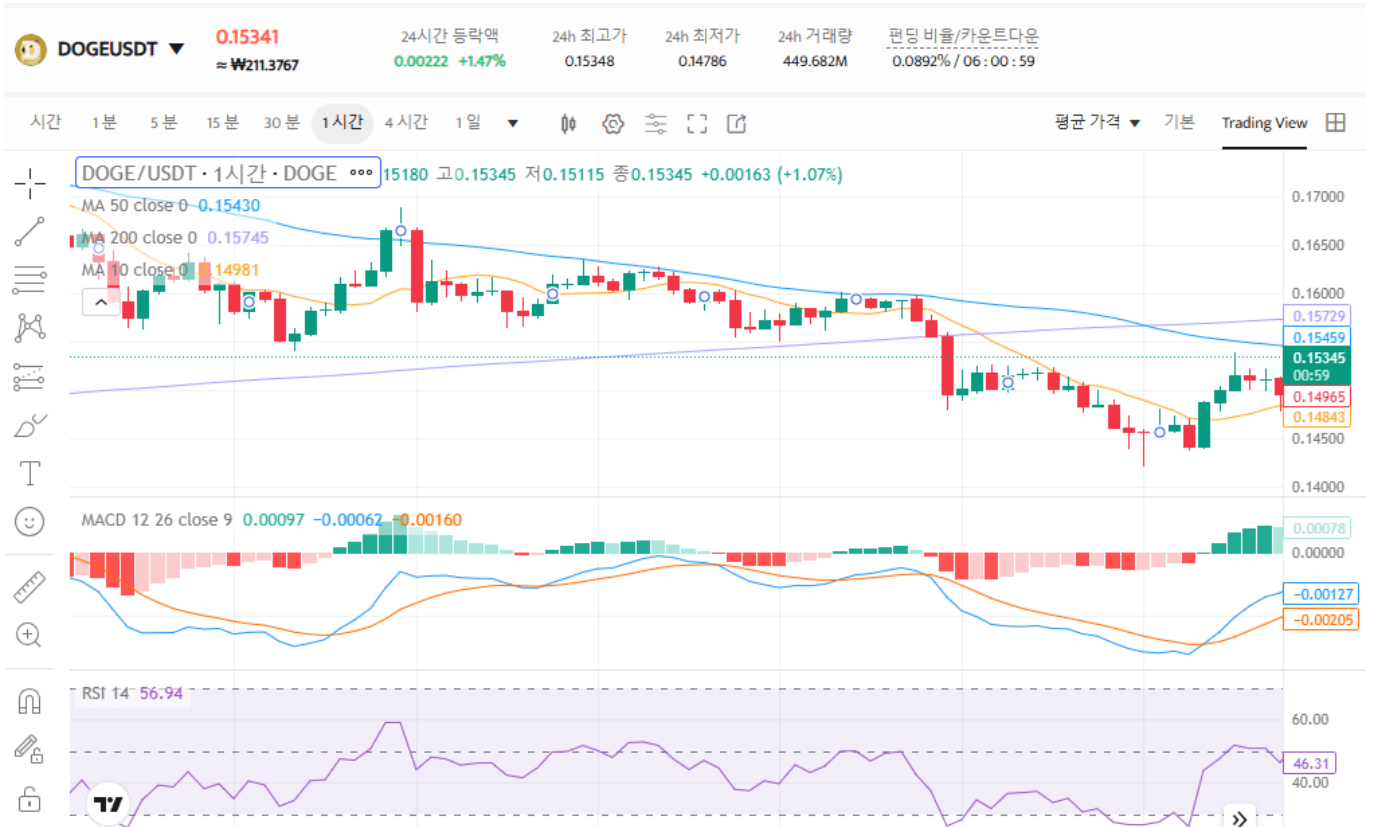 DOGEUSDT ▼
0.15341
≈ ₩211.3767
24시간 등락액
0.00222 +1.47%
24h 최고가
0.15348
24h 최저가
0.14786
24h 거래량
449.682M
펀딩 비율/카운트다운
0.0892% / 06 : 00 : 59
시간 1 분 5 분 15 분 30 분 1 시간 4 시간 1 일 ▼
평균 가격 ▼ 기본 Trading View
DOGE/USDT · 1시간 · DOGE 15180 고0.15345 저0.15115 종0.15345 +0.00163 (+1.07%)
MA 50 close 0 0.15430
MA 200 close 0 0.15745
MA 10 close 0 0.14981
0.17000
0.16500
0.16000
0.15729
0.15459
0.15345
00:59
0.14965
0.14843
0.14500
0.14000
MACD 12 26 close 9 0.00097 −0.00062 −0.00160
0.00078
0.00000
−0.00127
−0.00205
RSI 14 56.94
60.00
46.31
40.00